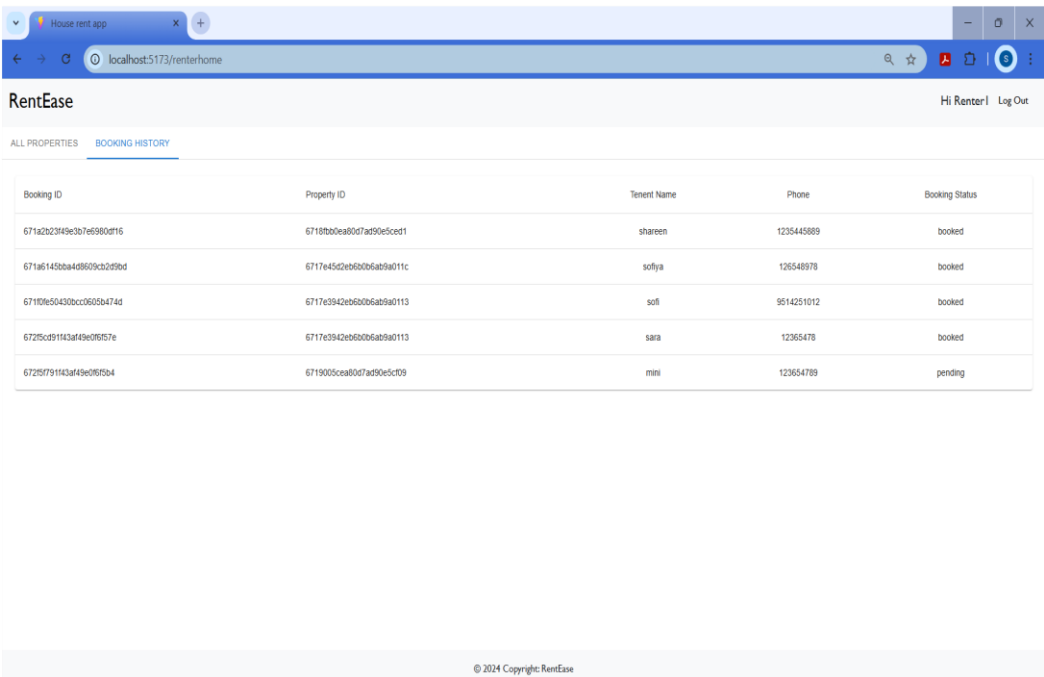 House rent app
localhost:5173/renterhome
S
RentEase Hi Renter! Log Out
ALL PROPERTIES BOOKING HISTORY
Booking ID Property ID Tenent Name Phone Booking Status
671a2b23f49e3b7e6980df16 6718fbb0ea80d7ad90e5ced1 shareen 1235445889 booked
671a6145bba4d8609cb2d9bd 6717e45d2eb6b0b6ab9a011c sofiya 126548978 booked
671f0fe50430bcc0605b474d 6717e3942eb6b0b6ab9a0113 sofi 9514251012 booked
672f5cd91f43af49e0f6f57e 6717e3942eb6b0b6ab9a0113 sara 12365478 booked
672f5f791f43af49e0f6f5b4 6719005cea80d7ad90e5cf09 mini 123654789 pending
© 2024 Copyright: RentEase